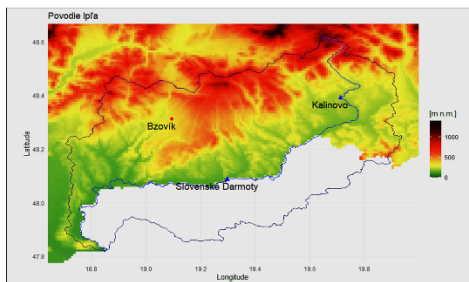 Povodie Ipľa
48.6
48.4
48.2
48.0
47.8
Latitude
Kalinovo
Bzovík
Slovenské Darmoty
[m n.m.]
1000
500
0
18.8
19.0
19.2
19.4
19.6
19.8
Longitude